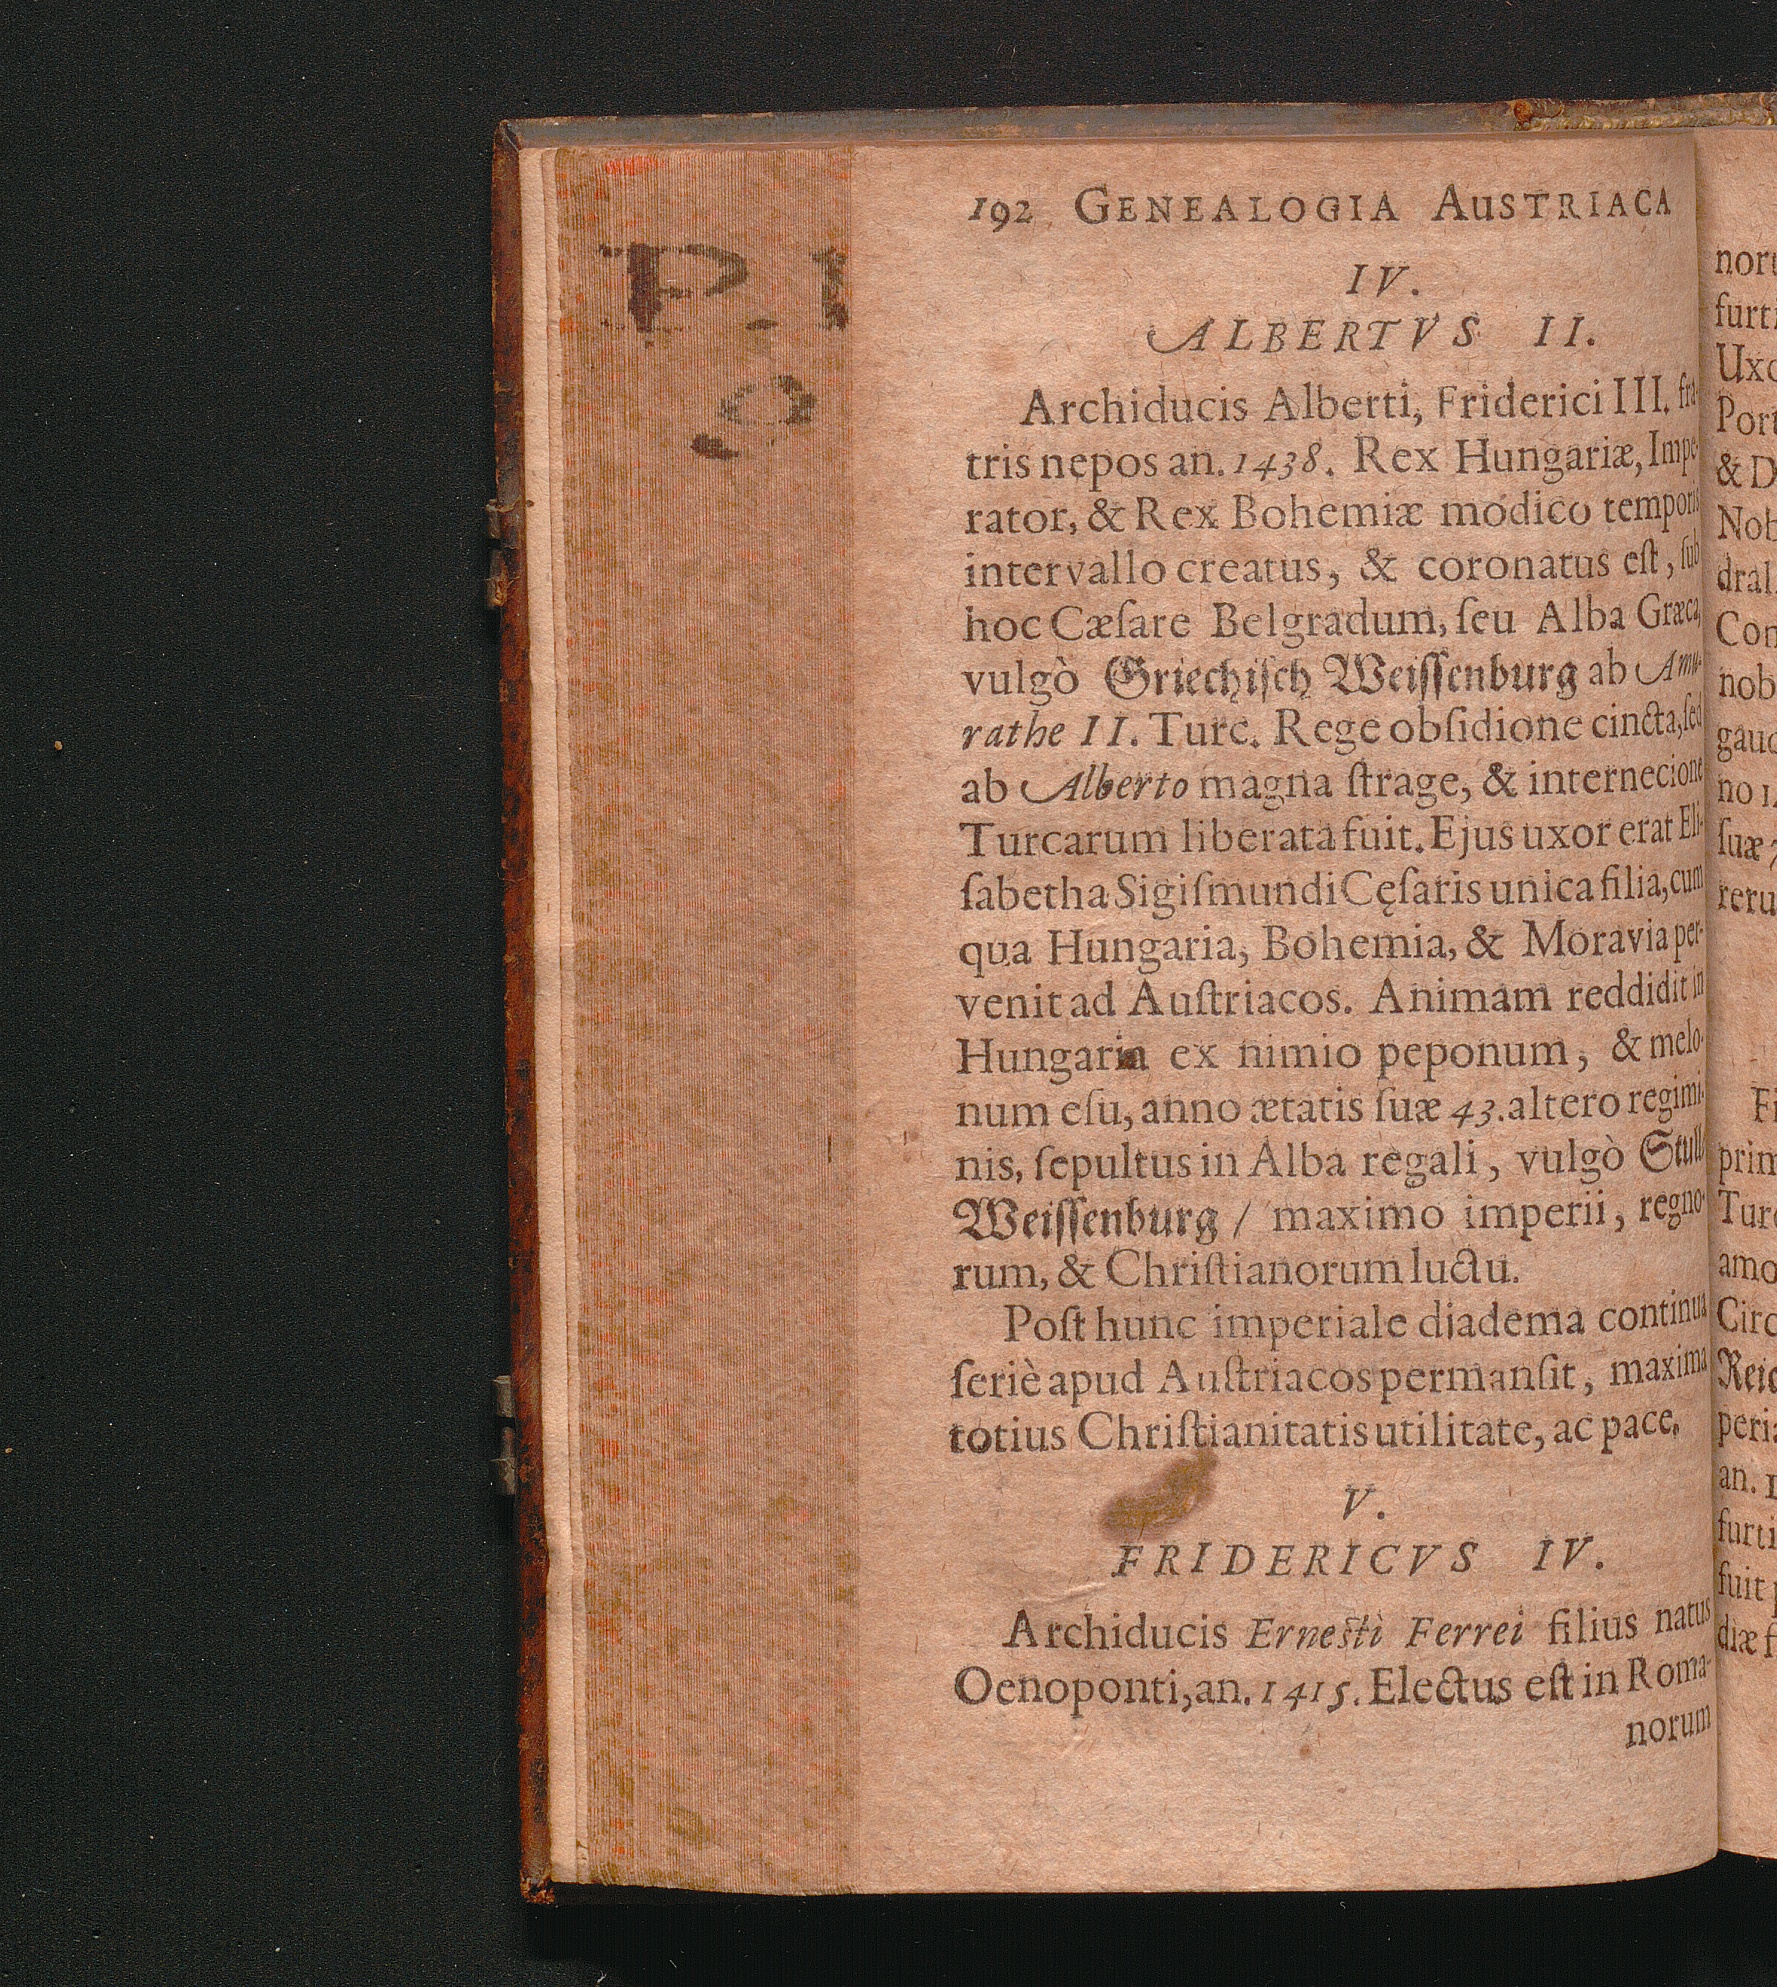 192 GENEALOGIA AUSTRIACA
IV.
ALBERTVS II.
Archiducis Alberti, Friderici III. fra-
tris nepos an. 1438. Rex Hungariæ, Impe-
rator, & Rex Bohemiæ modico temporis
intervallo creatus, & coronatus eſt, ſub
hoc Cæſare Belgradum, ſeu Alba Græca,
vulgò Griechiſch Weiſſenburg ab Amu-
rathe II. Turc. Rege obſidione cincta, ſed
ab Alberto magna ſtrage, & internecione
Turcarum liberata fuit. Ejus uxor erat Eli-
ſabetha Sigiſmundi Cęſaris unica filia, cum
qua Hungaria, Bohemia, & Moravia per-
venit ad Auſtriacos. Animam reddidit in
Hungaria ex nimio peponum, & melo-
num eſu, anno ætatis ſuæ 43. altero regimi-
nis, ſepultus in Alba regali, vulgò Stull
Weiſſenburg / maximo imperii, regno-
rum, & Chriſtianorum luctu.
Poſt hunc imperiale diadema continua
ſeriè apud Auſtriacos permanſit, maxima
totius Chriſtianitatis utilitate, ac pace,
V.
FRIDERICVS IV.
Archiducis Erneſti Ferrei filius natus
Oenoponti, an. 1415. Electus eſt in Roma-
norum
P.
9